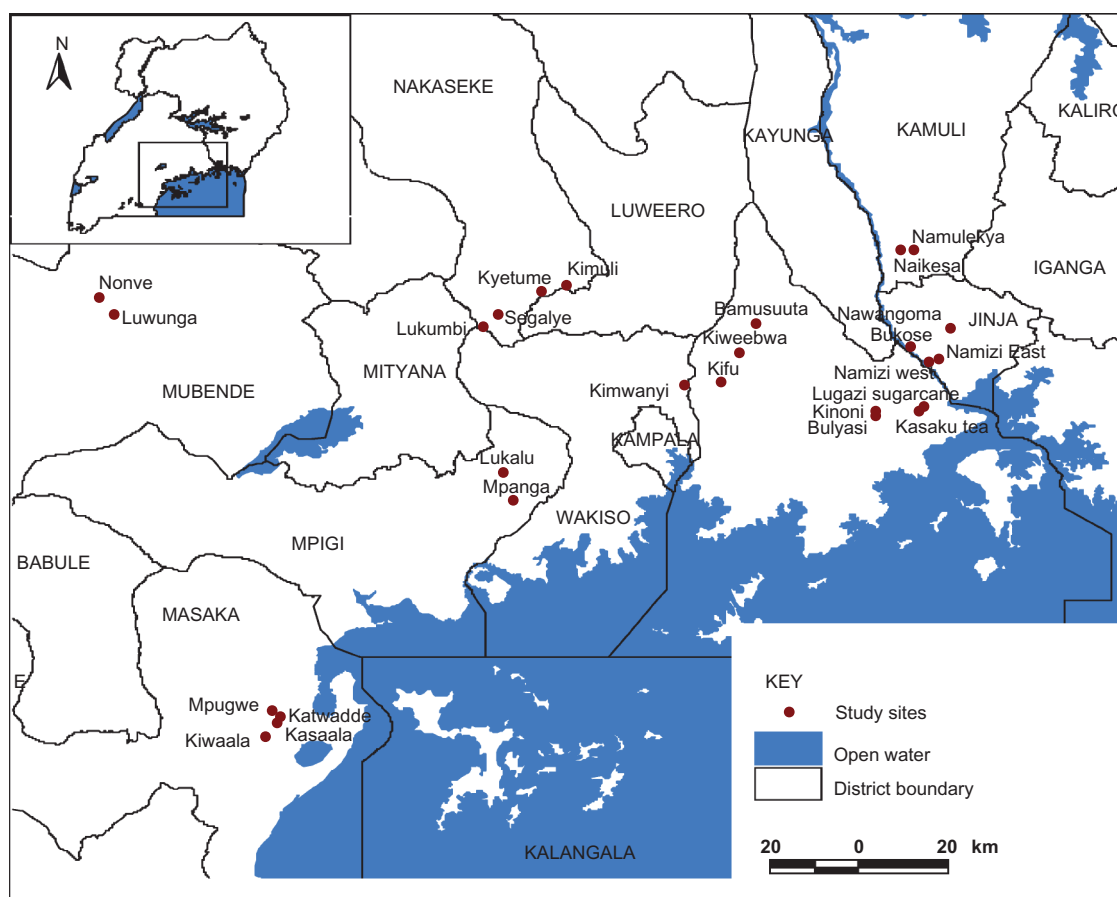 N
NAKASEKE
KAYUNGA
KAMULI
KALIRO
LUWEERO
IGANGA
Namulekya
Naikesa
Nonve
Luwunga
Kyetume
Kimuli
Segalye
Lukumbi
Bamusuuta
Kiweebwa
Kifu
Kimwanyi
Nawangoma
Bukose
JINJA
Namizi East
Namizi west
Lugazi sugarcane
Kinoni
Bulyasi
Kasaku tea
MITYANA
MUBENDE
KAMPALA
Lukalu
Mpanga
WAKISO
MPIGI
BABULE
MASAKA
E
Mpugwe
Katwadde
Kasaala
Kiwaala
KALANGALA
KEY
Study sites
Open water
District boundary
20 0 20 km